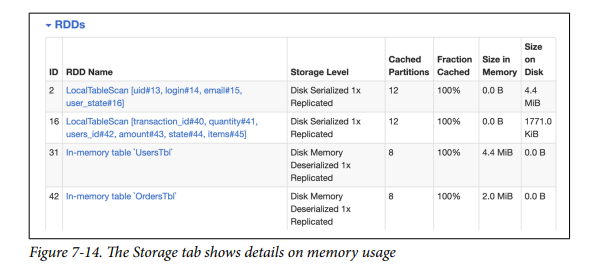 RDDs
ID RDD Name Storage Level Cached Partitions Fraction Cached Size in Memory Size on Disk
2 LocalTableScan [uid#13, login#14, email#15, user_state#16] Disk Serialized 1x Replicated 12 100% 0.0 B 4.4 MiB
16 LocalTableScan [transaction_id#40, quantity#41, users_id#42, amount#43, state#44, items#45] Disk Serialized 1x Replicated 12 100% 0.0 B 1771.0 KiB
31 In-memory table `UsersTbl` Disk Memory Deserialized 1x Replicated 8 100% 4.4 MiB 0.0 B
42 In-memory table `OrdersTbl` Disk Memory Deserialized 1x Replicated 8 100% 2.0 MiB 0.0 B
Figure 7-14. The Storage tab shows details on memory usage